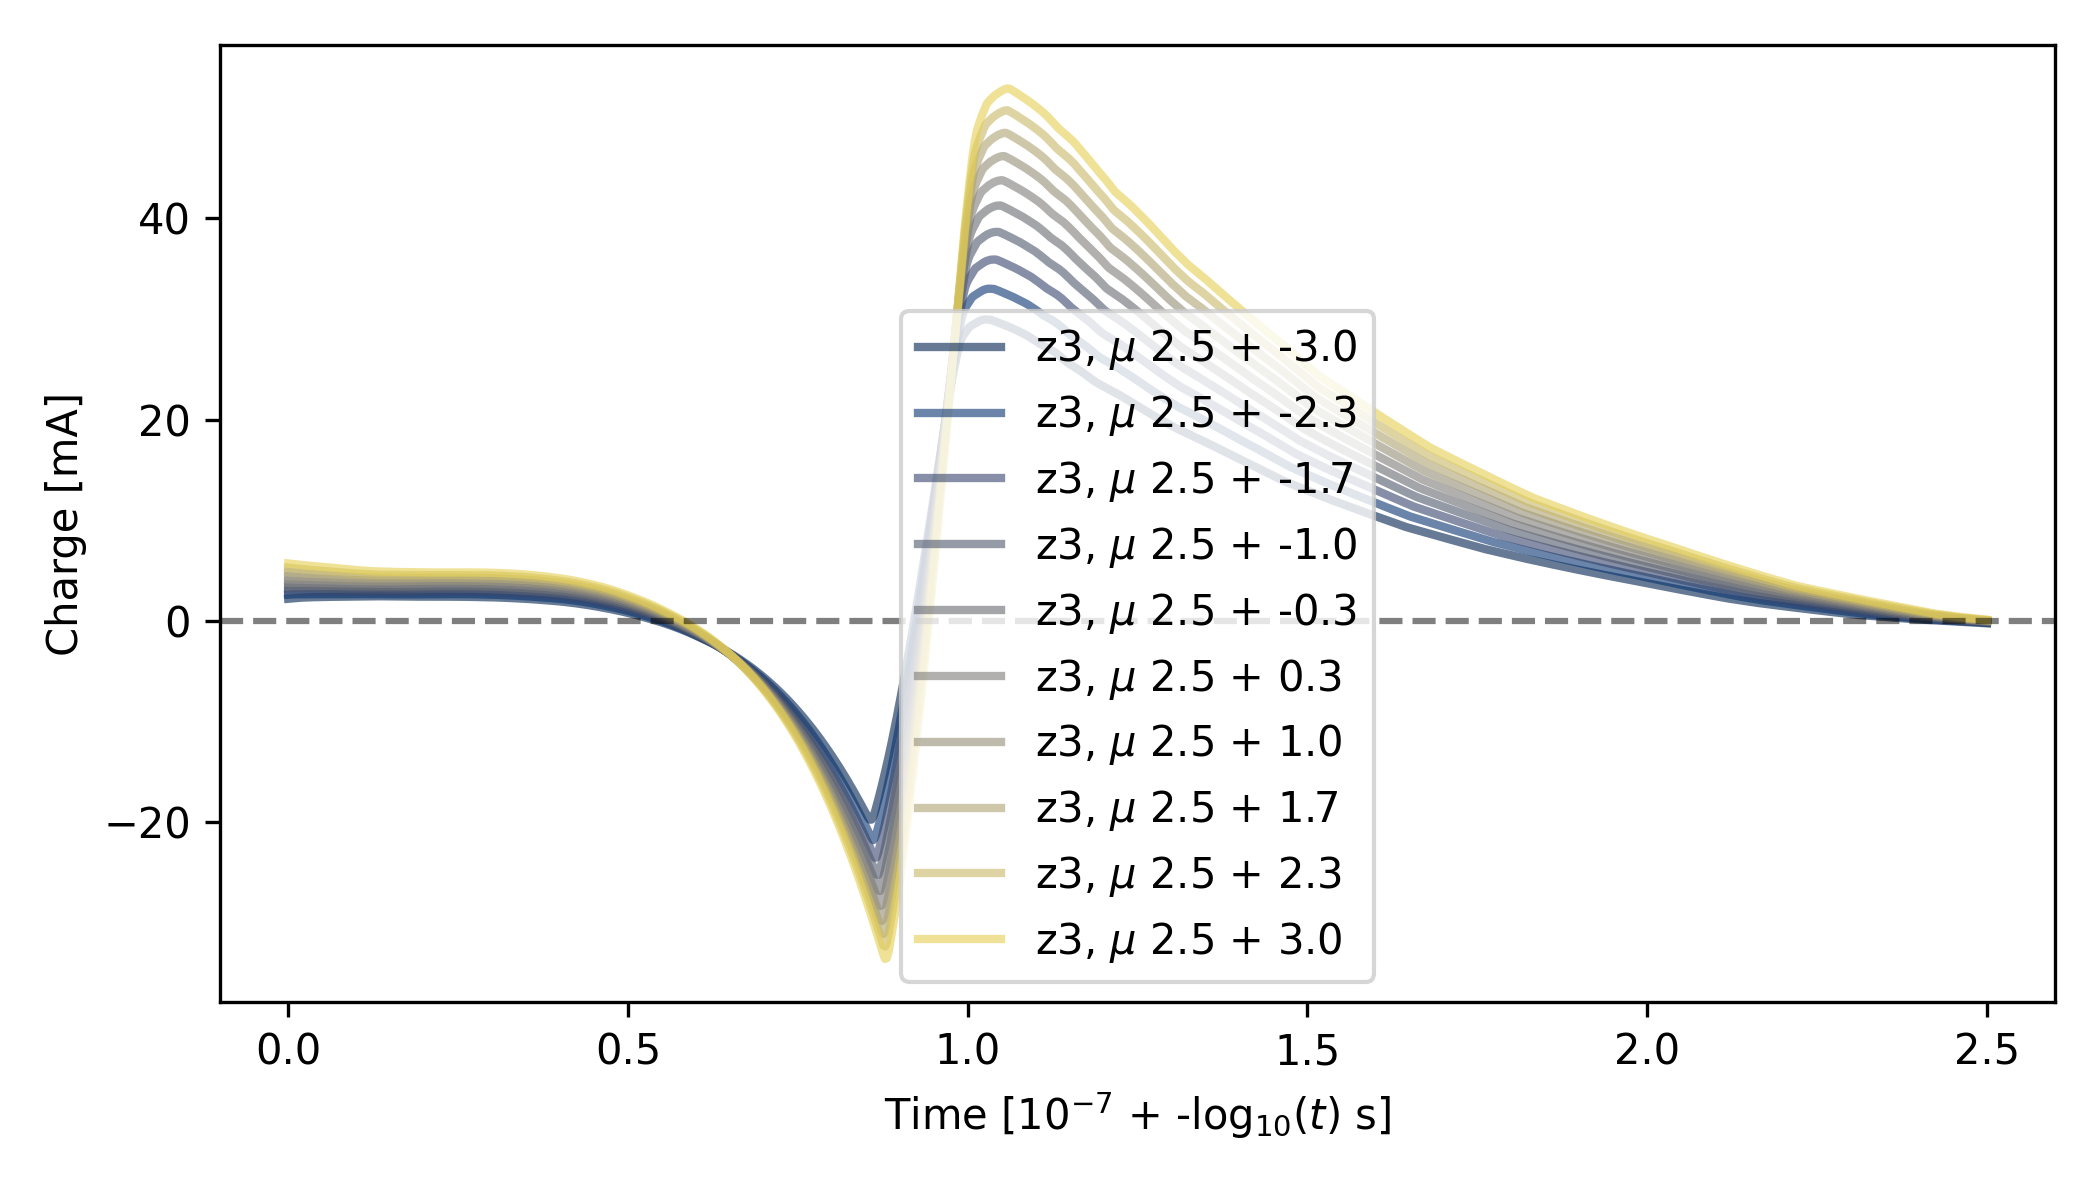 Charge [mA]
40
20
0
−20
z3, μ 2.5 + -3.0
z3, μ 2.5 + -2.3
z3, μ 2.5 + -1.7
z3, μ 2.5 + -1.0
z3, μ 2.5 + -0.3
z3, μ 2.5 + 0.3
z3, μ 2.5 + 1.0
z3, μ 2.5 + 1.7
z3, μ 2.5 + 2.3
z3, μ 2.5 + 3.0
0.0 0.5 1.0 1.5 2.0 2.5
Time [10⁻⁷ + -log₁₀(t) s]